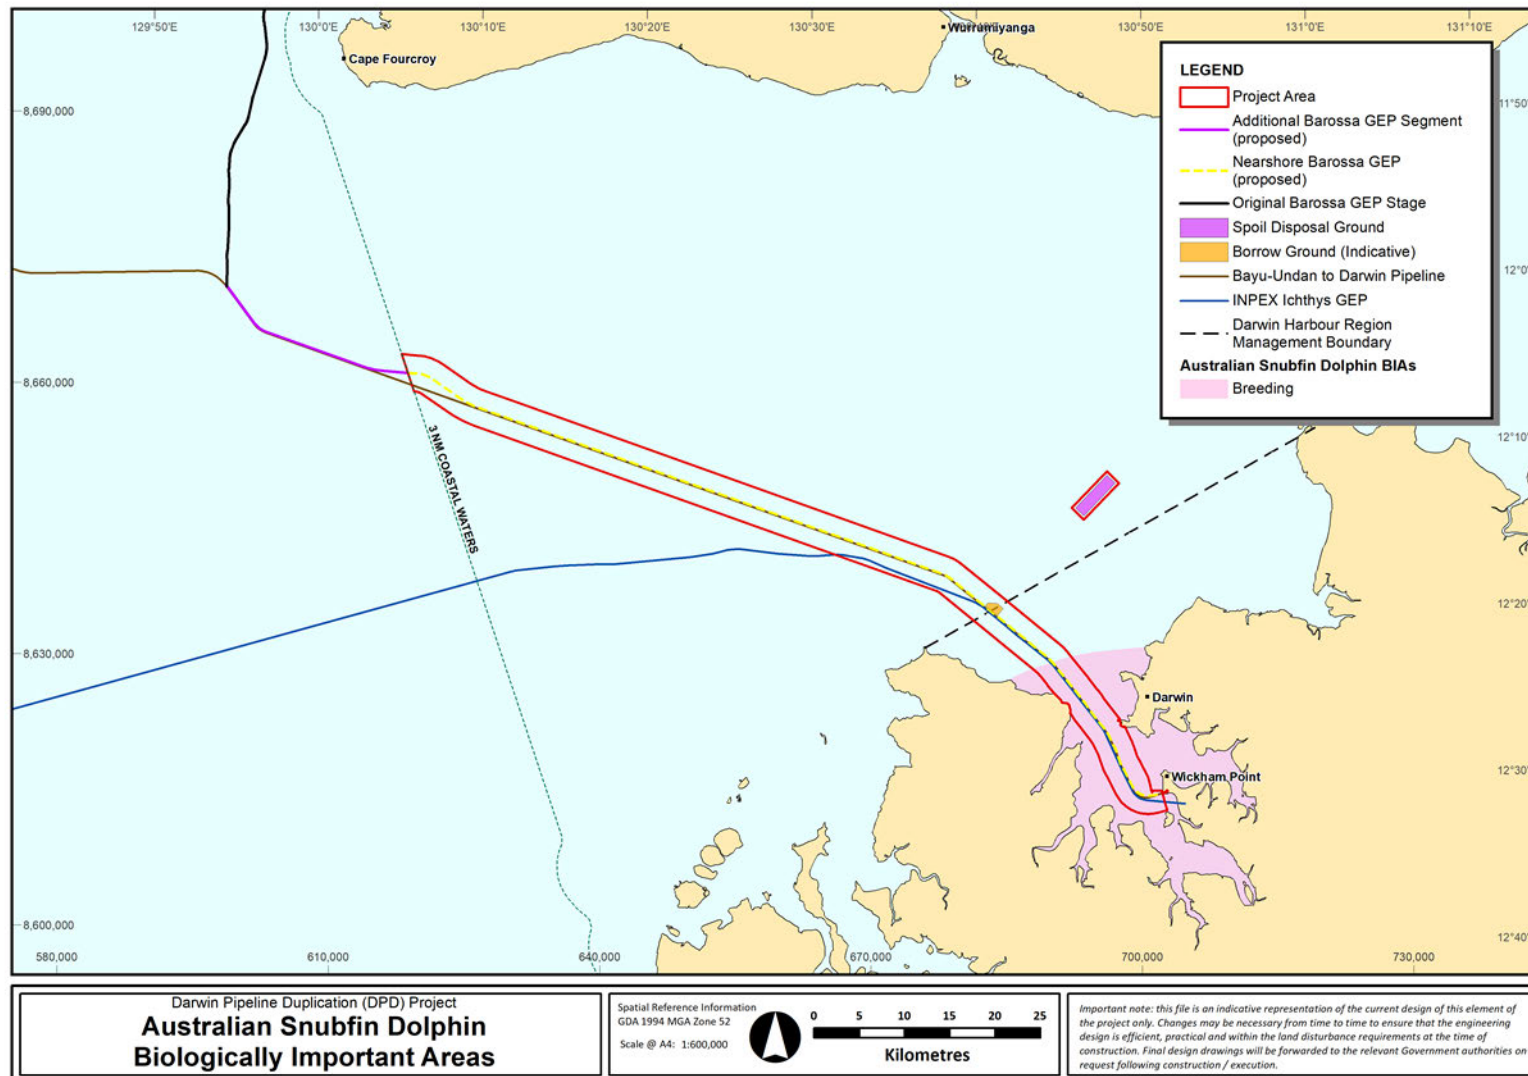 129°50'E 130°0'E 130°10'E 130°20'E 130°30'E 130°50'E 131°0'E 131°10'E
Wurrumiyanga
Cape Fourcroy
LEGEND
Project Area
Additional Barossa GEP Segment
(proposed)
Nearshore Barossa GEP
(proposed)
Original Barossa GEP Stage
Spoil Disposal Ground
Borrow Ground (Indicative)
Bayu-Undan to Darwin Pipeline
INPEX Ichthys GEP
Darwin Harbour Region
Management Boundary
Australian Snubfin Dolphin BIAs
Breeding
8,690,000
11°50'
12°0'
8,660,000
3 NM COASTAL WATERS
12°10'
12°20'
8,630,000
Darwin
Wickham Point
12°30'
8,600,000
12°40'
580,000 610,000 640,000 670,000 700,000 730,000
Darwin Pipeline Duplication (DPD) Project
Australian Snubfin Dolphin
Biologically Important Areas
Spatial Reference Information
GDA 1994 MGA Zone 52
Scale @ A4: 1:600,000
0 5 10 15 20 25
Kilometres
Important note: this file is an indicative representation of the current design of this element of
the project only. Changes may be necessary from time to time to ensure that the engineering
design is efficient, practical and within the land disturbance requirements at the time of
construction. Final design drawings will be forwarded to the relevant Government authorities on
request following construction / execution.